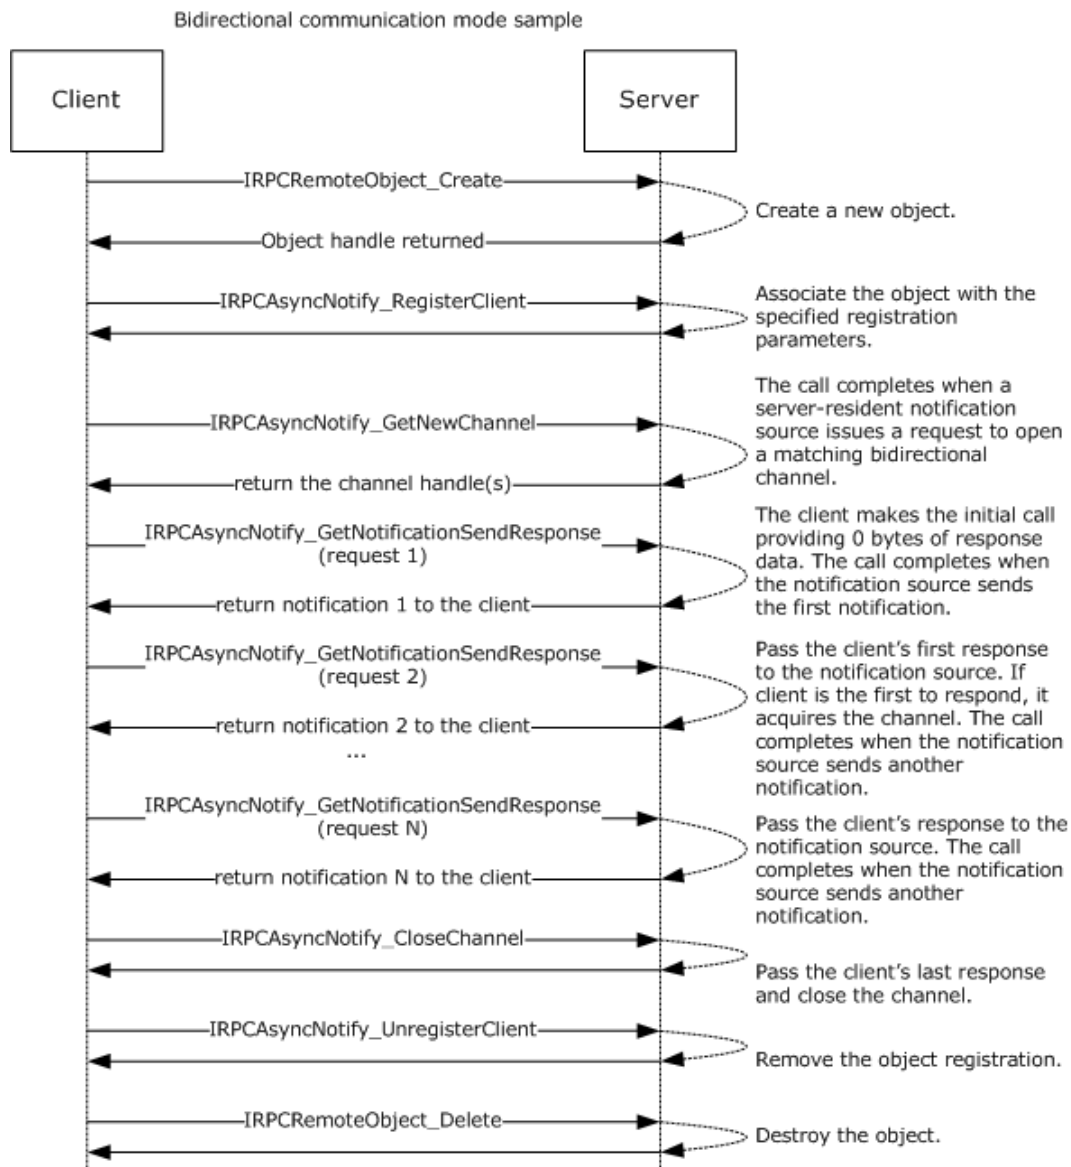 Bidirectional communication mode sample
Client
Server
IRPCRemoteObject_Create
Create a new object.
Object handle returned
IRPCAsyncNotify_RegisterClient
Associate the object with the
specified registration
parameters.
IRPCAsyncNotify_GetNewChannel
The call completes when a
server-resident notification
source issues a request to open
a matching bidirectional
channel.
return the channel handle(s)
IRPCAsyncNotify_GetNotificationSendResponse
(request 1)
The client makes the initial call
providing 0 bytes of response
data. The call completes when
the notification source sends
the first notification.
return notification 1 to the client
IRPCAsyncNotify_GetNotificationSendResponse
(request 2)
Pass the client's first response
to the notification source. If
client is the first to respond, it
acquires the channel. The call
completes when the notification
source sends another
notification.
return notification 2 to the client
...
IRPCAsyncNotify_GetNotificationSendResponse
(request N)
Pass the client's response to the
notification source. The call
completes when the notification
source sends another
notification.
return notification N to the client
IRPCAsyncNotify_CloseChannel
Pass the client's last response
and close the channel.
IRPCAsyncNotify_UnregisterClient
Remove the object registration.
IRPCRemoteObject_Delete
Destroy the object.